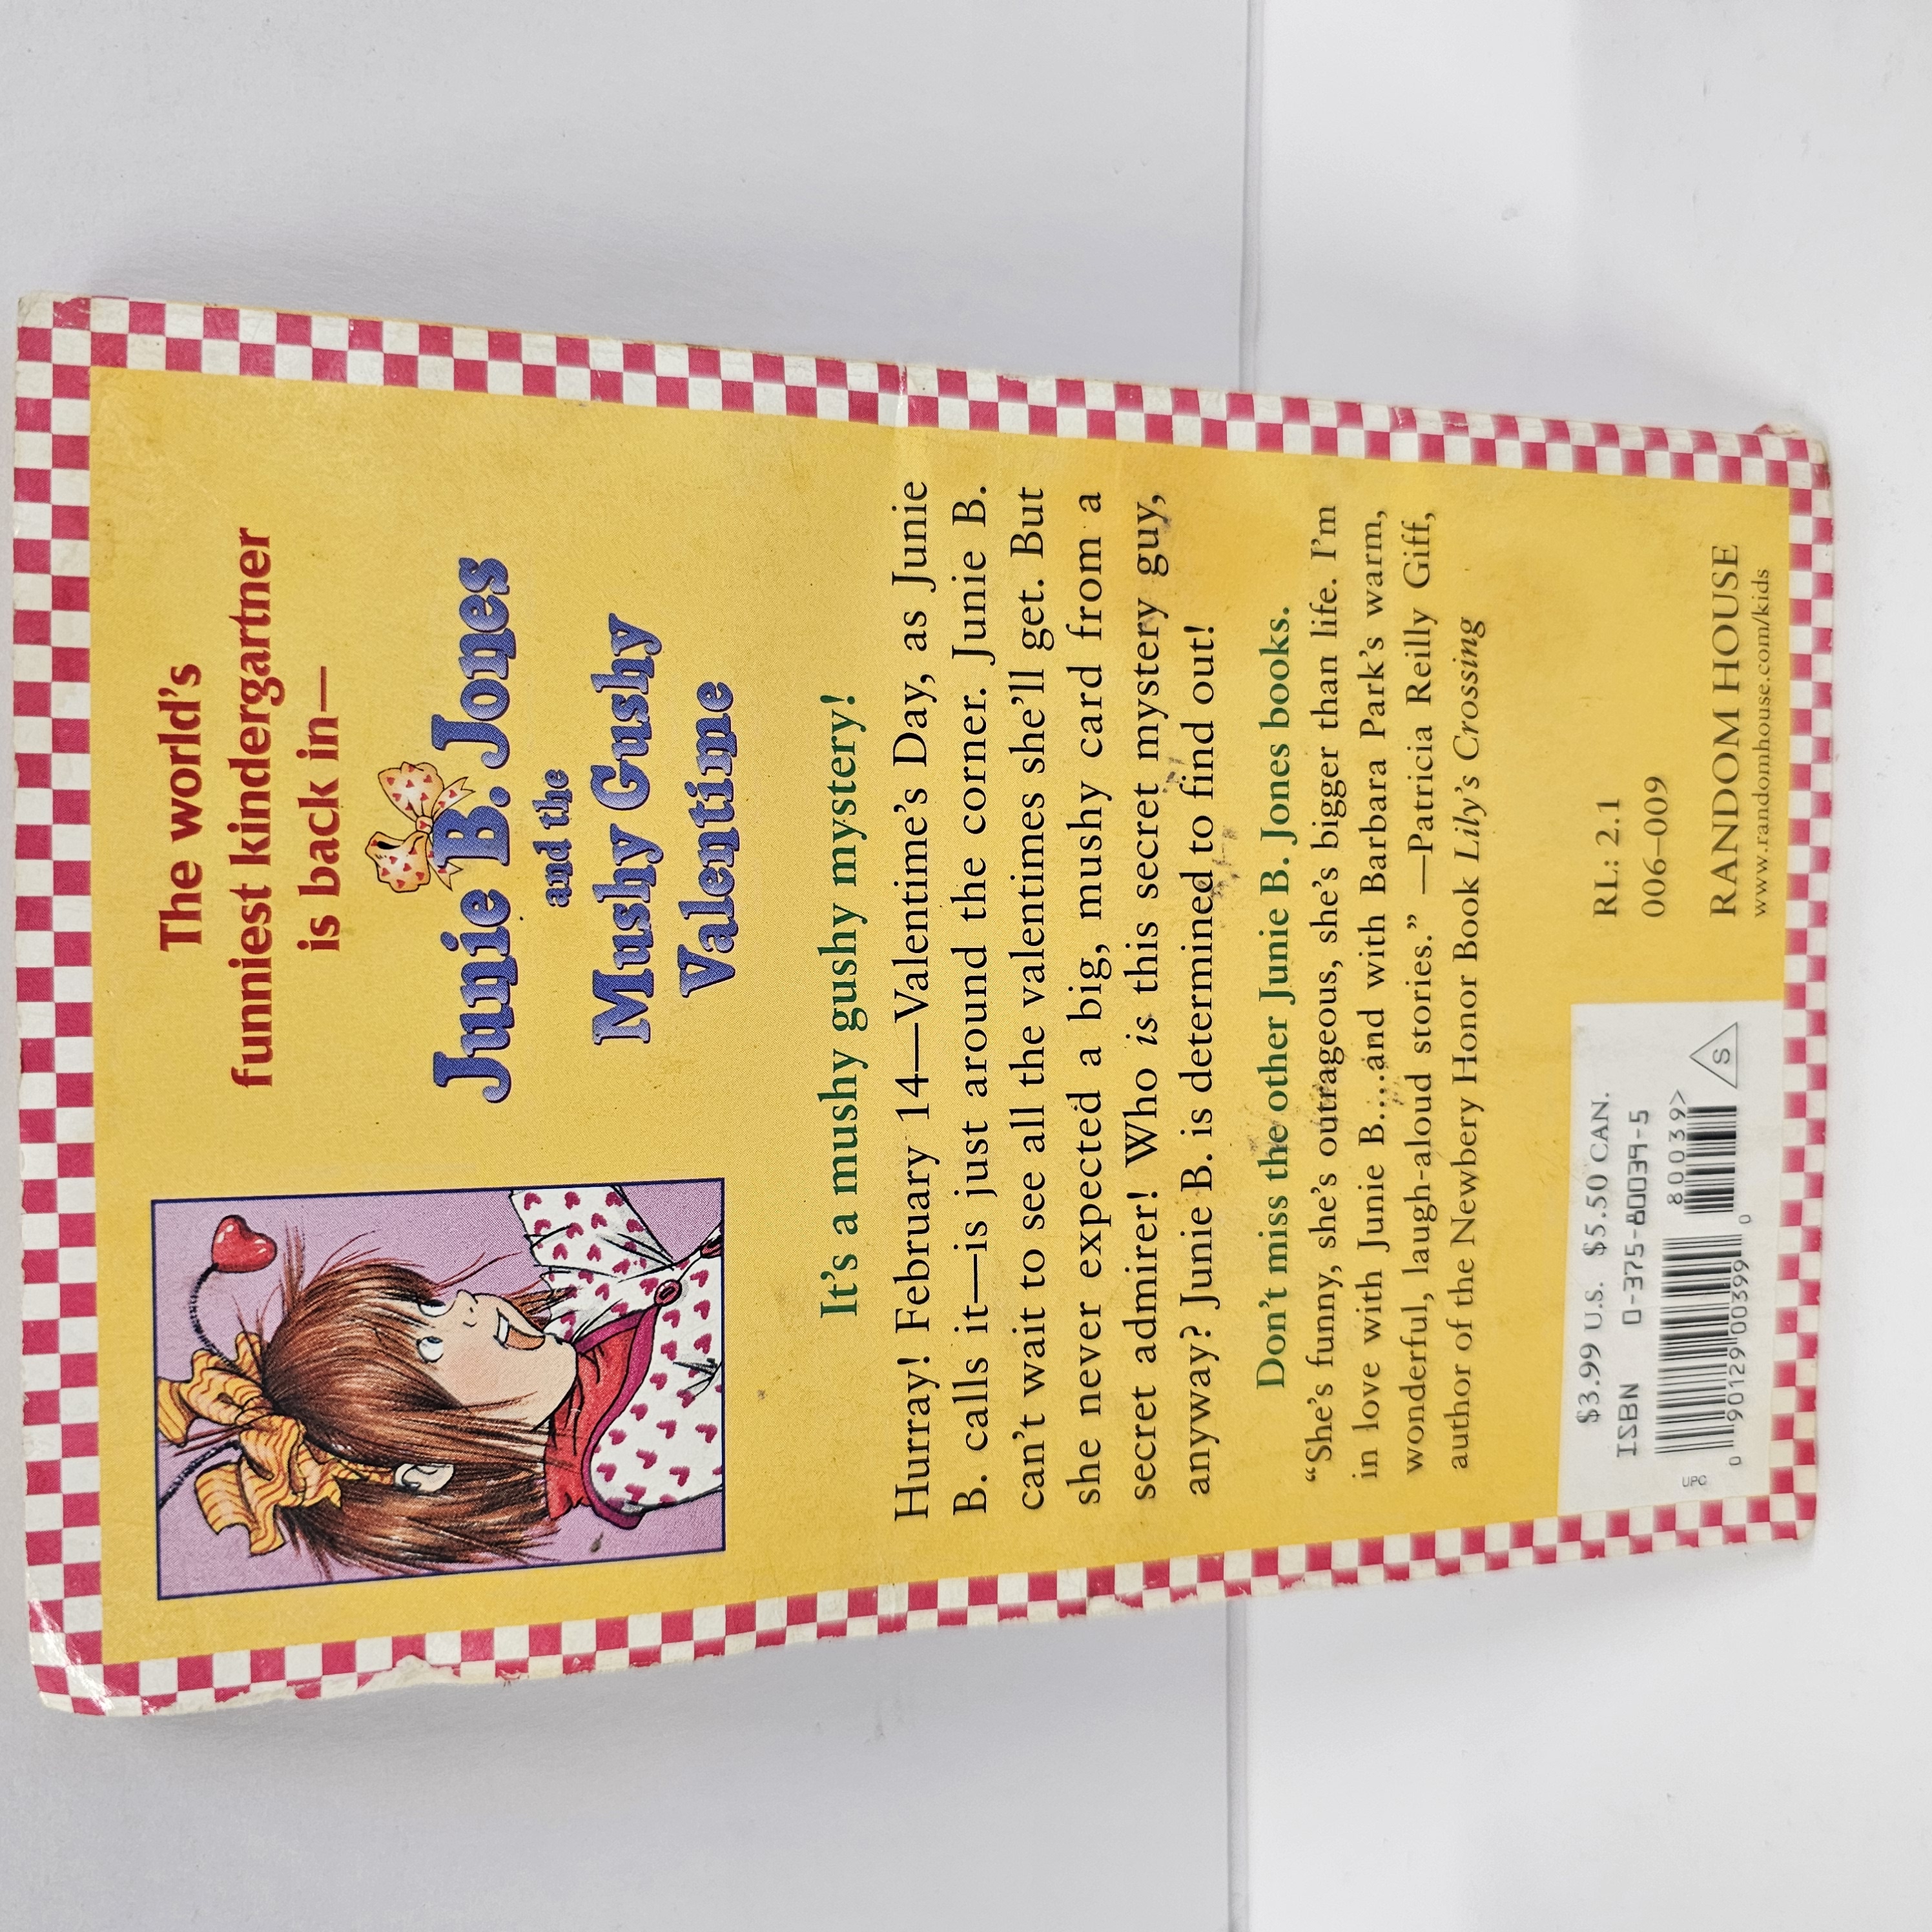 The world's
funniest kindergartner
is back in—
Junie B. Jones
and the
Mushy Gushy
Valentime
It's a mushy gushy mystery!
Hurray! February 14—Valentime's Day, as Junie
B. calls it—is just around the corner. Junie B.
can't wait to see all the valentimes she'll get. But
she never expected a big, mushy card from a
secret admirer! Who is this secret mystery guy,
anyway? Junie B. is determined to find out!
Don't miss the other Junie B. Jones books.
“She's funny, she's outrageous, she's bigger than life. I'm
in love with Junie B....and with Barbara Park's warm,
wonderful, laugh-aloud stories.” —Patricia Reilly Giff,
author of the Newbery Honor Book Lily's Crossing
$3.99 U.S. $5.50 CAN.
ISBN 0-375-80039-5
80039>
UPC
S
0 90129 00399 0
RL: 2.1
006–009
RANDOM HOUSE
www.randomhouse.com/kids